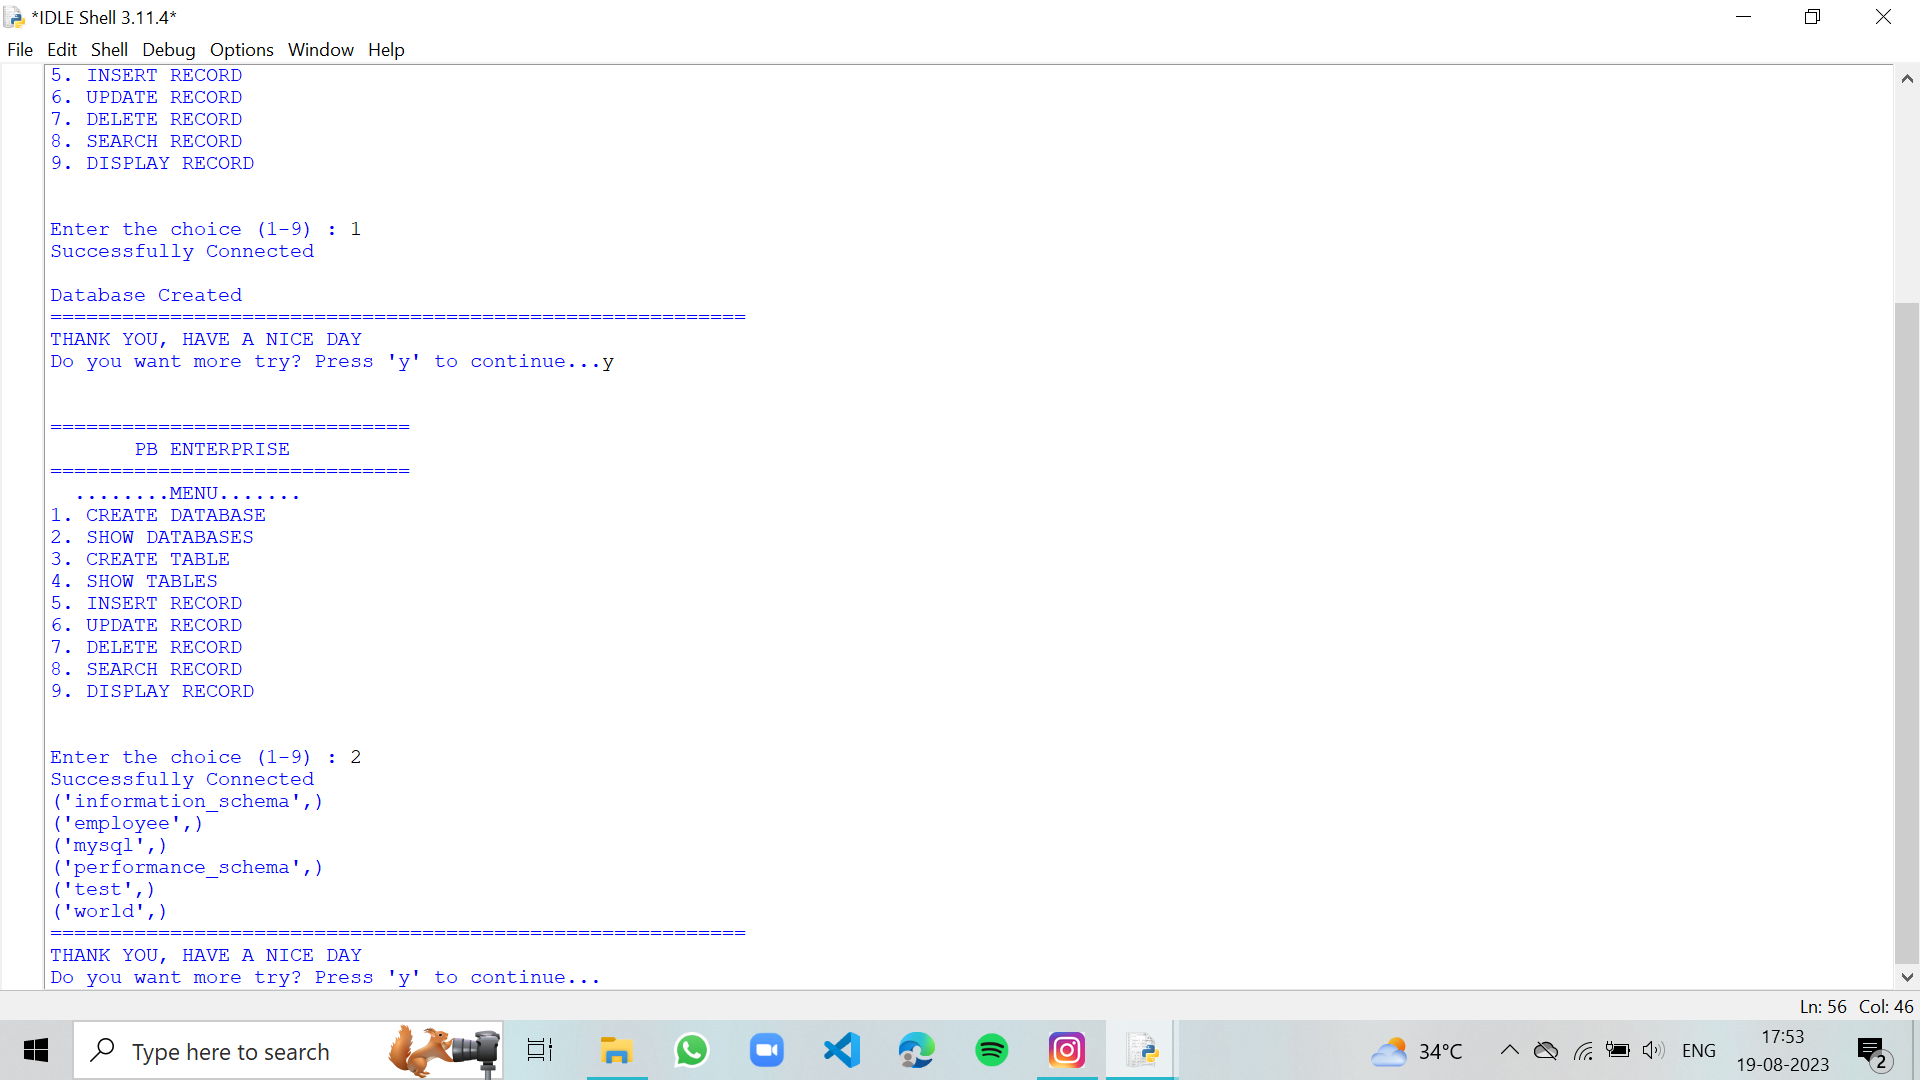 *IDLE Shell 3.11.4*
File Edit Shell Debug Options Window Help
5. INSERT RECORD
6. UPDATE RECORD
7. DELETE RECORD
8. SEARCH RECORD
9. DISPLAY RECORD
Enter the choice (1-9) : 1
Successfully Connected
Database Created
==========================================================
THANK YOU, HAVE A NICE DAY
Do you want more try? Press 'y' to continue...y
==============================
PB ENTERPRISE
==============================
........MENU.......
1. CREATE DATABASE
2. SHOW DATABASES
3. CREATE TABLE
4. SHOW TABLES
5. INSERT RECORD
6. UPDATE RECORD
7. DELETE RECORD
8. SEARCH RECORD
9. DISPLAY RECORD
Enter the choice (1-9) : 2
Successfully Connected
('information_schema',)
('employee',)
('mysql',)
('performance_schema',)
('test',)
('world',)
==========================================================
THANK YOU, HAVE A NICE DAY
Do you want more try? Press 'y' to continue...
Ln: 56 Col: 46
Type here to search
34°C
ENG
17:53
19-08-2023
2